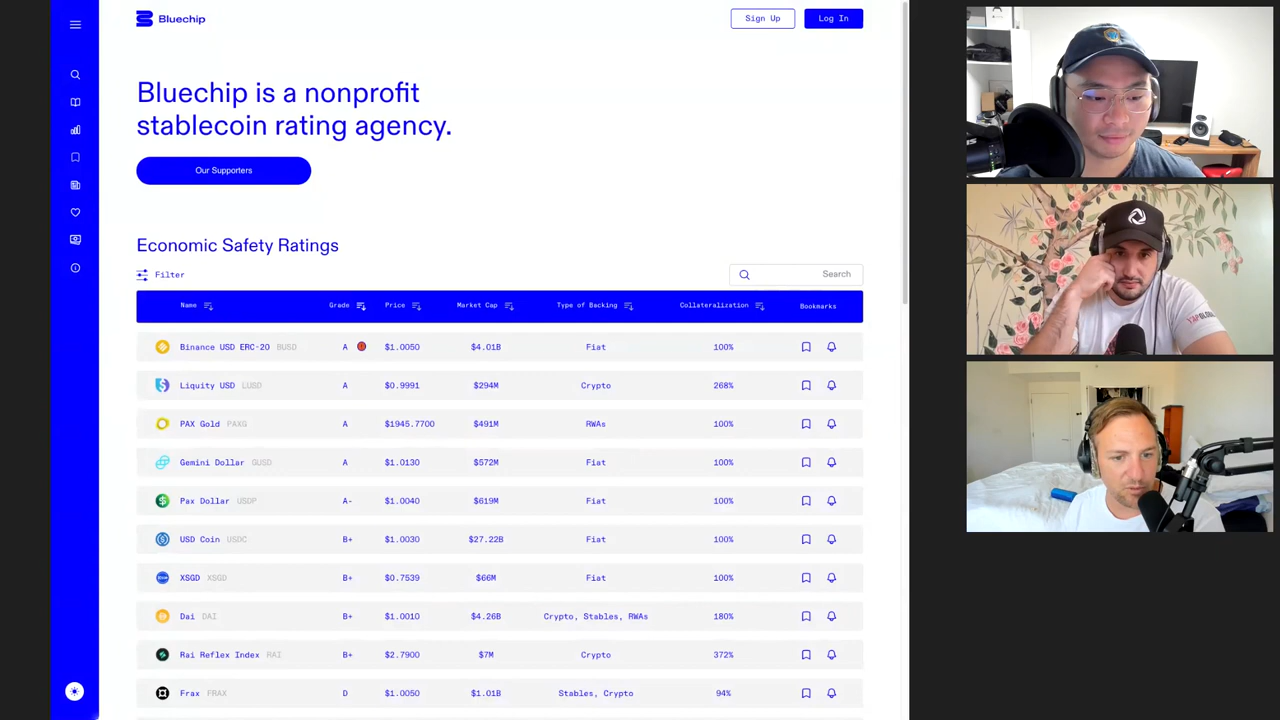 Bluechip
Sign Up
Log In
Bluechip is a nonprofit
stablecoin rating agency.
Our Supporters
Economic Safety Ratings
Filter
Search
Name Grade Price Market Cap Type of Backing Collateralization Bookmarks
Binance USD ERC-20 BUSD A $1.0050 $4.01B Fiat 100%
Liquity USD LUSD A $0.9991 $294M Crypto 268%
PAX Gold PAXG A $1945.7700 $491M RWAs 100%
Gemini Dollar GUSD A $1.0130 $572M Fiat 100%
Pax Dollar USDP A- $1.0040 $619M Fiat 100%
USD Coin USDC B+ $1.0030 $27.22B Fiat 100%
XSGD XSGD B+ $0.7539 $66M Fiat 100%
Dai DAI B+ $1.0010 $4.26B Crypto, Stables, RWAs 180%
Rai Reflex Index RAI B+ $2.7900 $7M Crypto 372%
Frax FRAX D $1.0050 $1.01B Stables, Crypto 94%